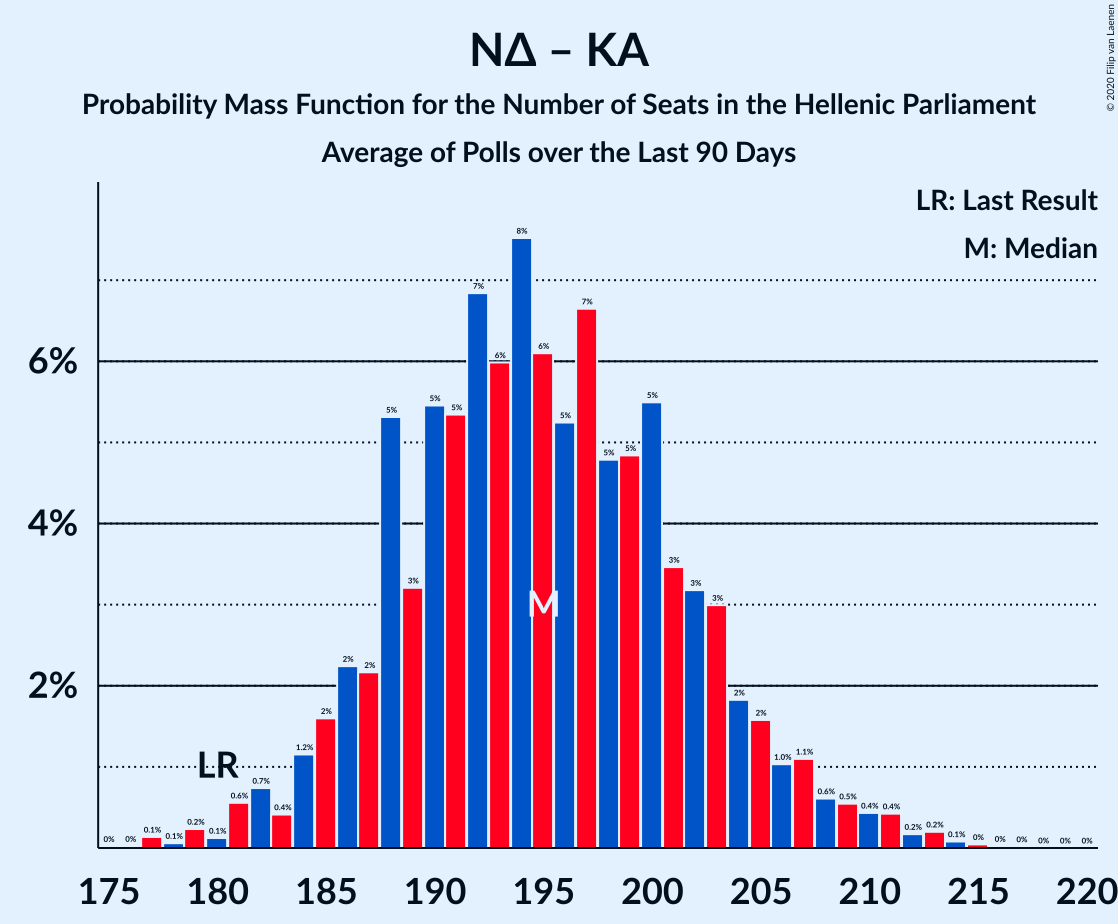 © 2020 Filip van Laenen
ΝΔ – ΚΑ
Probability Mass Function for the Number of Seats in the Hellenic Parliament
Average of Polls over the Last 90 Days
LR: Last Result
M: Median
6%
4%
2%
0% 0% 0.1% 0.1% 0.2% 0.1% 0.6% 0.7% 0.4% 1.2% 2% 2% 2% 5% 3% 5% 5% 7% 6% 8% 6% 5% 7% 5% 5% 5% 3% 3% 3% 2% 2% 1.0% 1.1% 0.6% 0.5% 0.4% 0.4% 0.2% 0.2% 0.1% 0% 0% 0% 0% 0% 0%
LR
M
175 180 185 190 195 200 205 210 215 220